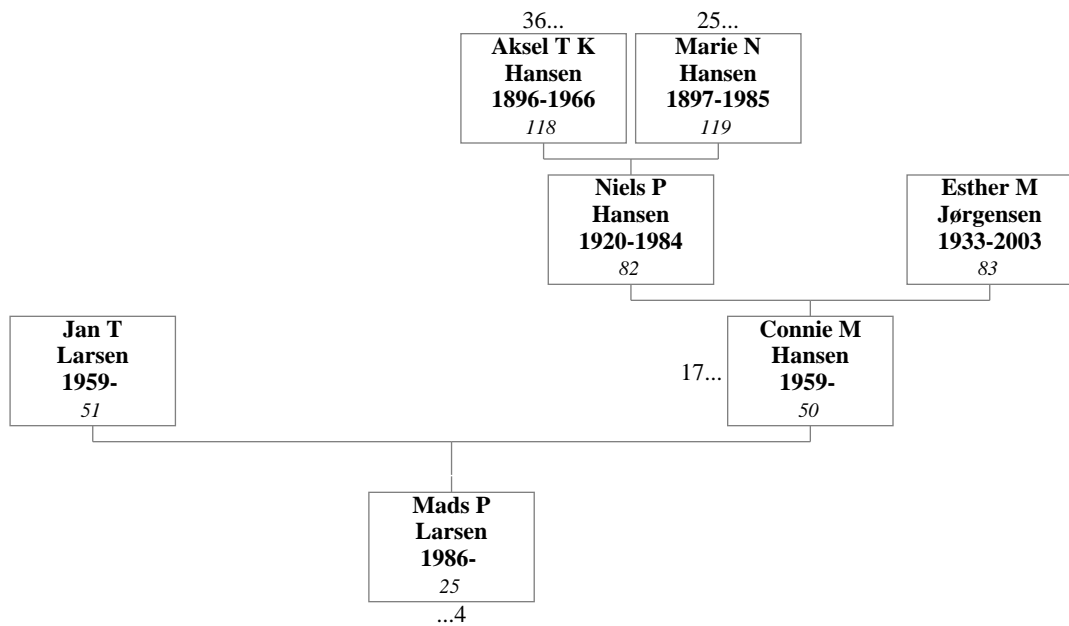 36...
Aksel T K
Hansen
1896-1966
118
25...
Marie N
Hansen
1897-1985
119
Niels P
Hansen
1920-1984
82
Esther M
Jørgensen
1933-2003
83
Jan T
Larsen
1959-
51
17...
Connie M
Hansen
1959-
50
Mads P
Larsen
1986-
25
...4